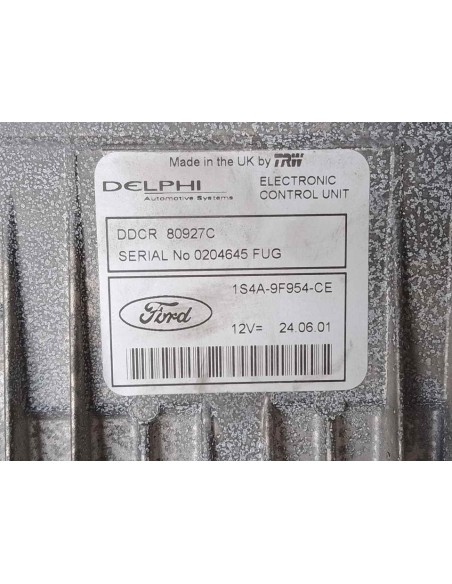 Made in the UK by TRW
DELPHI
Automotive Systems
ELECTRONIC
CONTROL UNIT
DDCR 80927C
SERIAL No 0204645 FUG
Ford
1S4A-9F954-CE
12V= 24.06.01